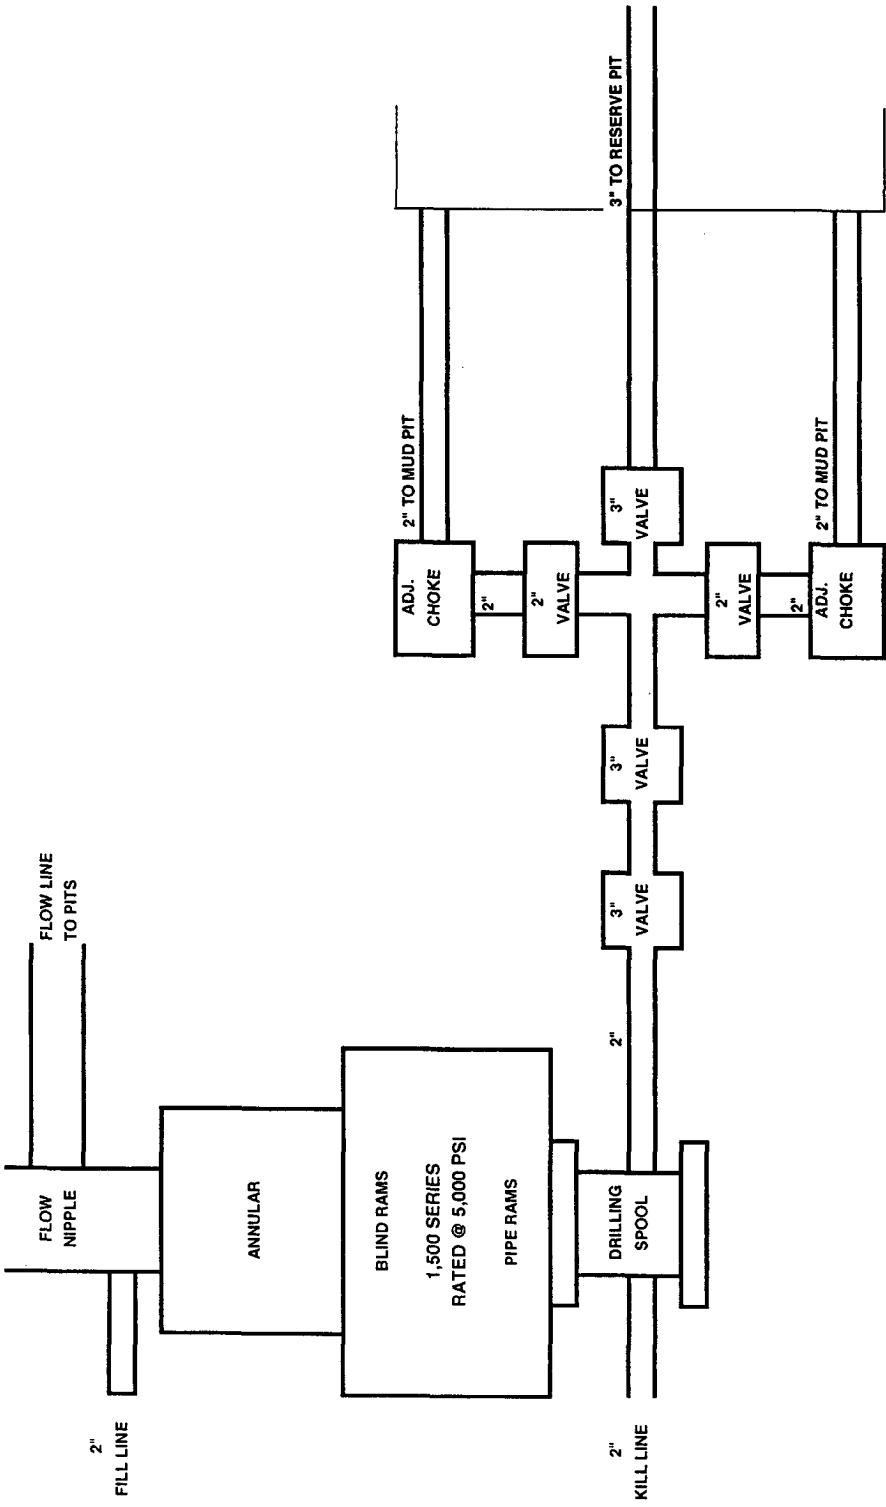 FLOW
NIPPLE
FLOW LINE
TO PITS
2"
FILL LINE
ANNULAR
BLIND RAMS
1,500 SERIES
RATED @ 5,000 PSI
PIPE RAMS
DRILLING
SPOOL
2"
KILL LINE
2"
3"
VALVE
3"
VALVE
3"
VALVE
3" TO RESERVE PIT
ADJ.
CHOKE
2" TO MUD PIT
2"
2"
VALVE
2"
VALVE
2"
ADJ.
CHOKE
2" TO MUD PIT